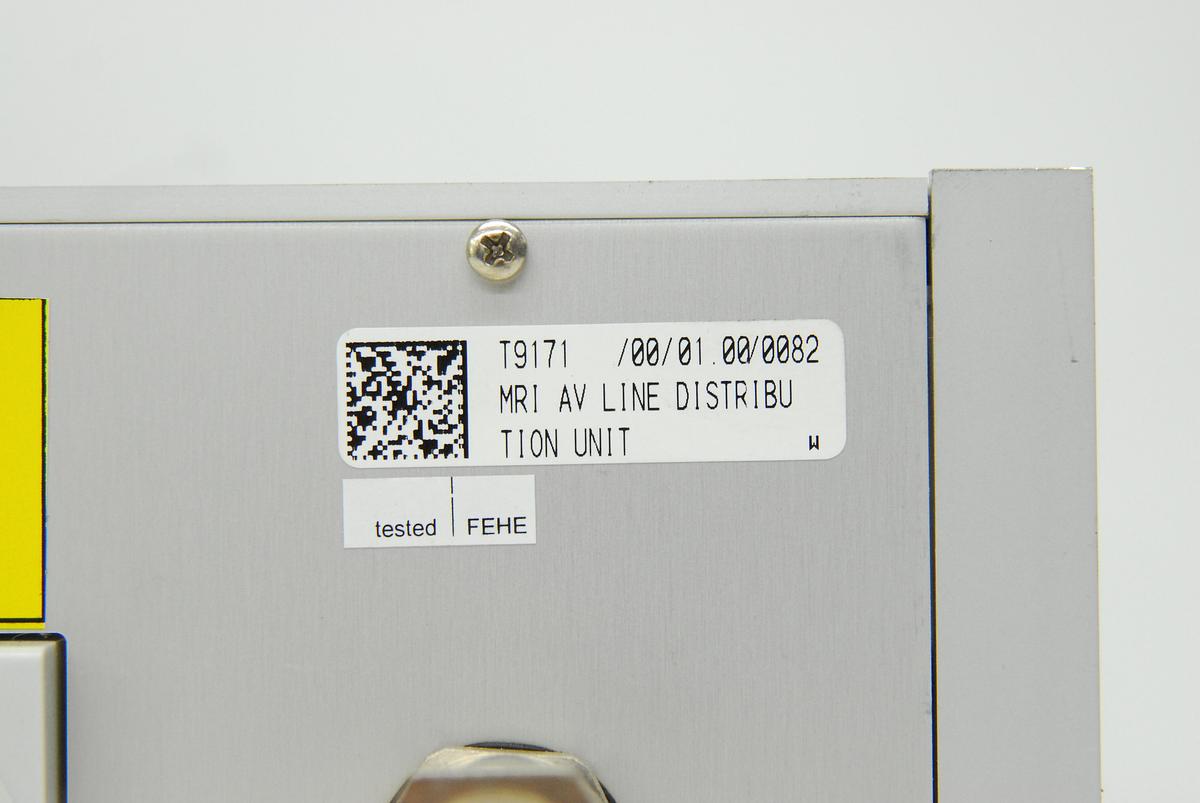 T9171 /00/01.00/0082
MRI AV LINE DISTRIBU
TION UNIT W
tested FEHE